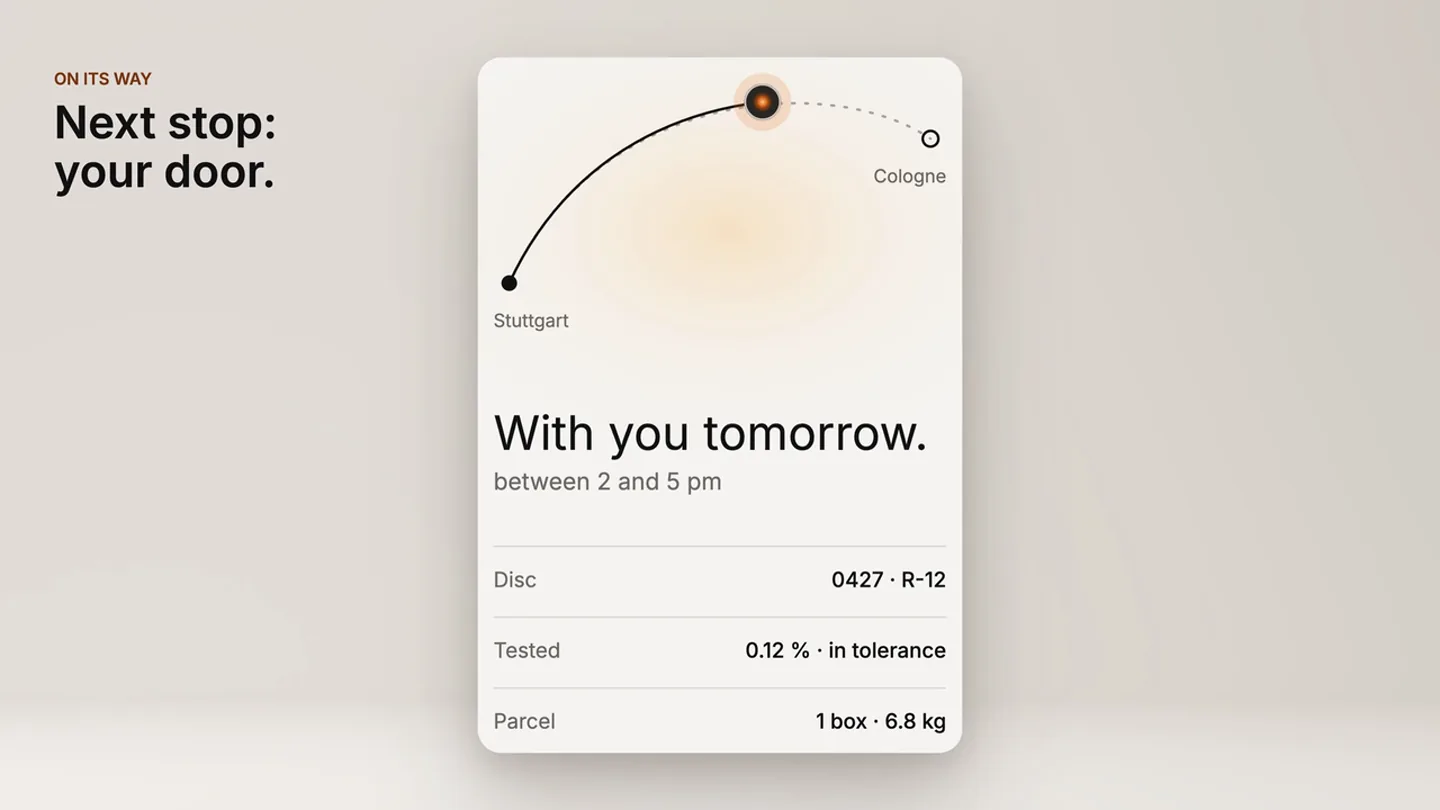 ON ITS WAY
Next stop:
your door.
Cologne
Stuttgart
With you tomorrow.
between 2 and 5 pm
Disc 0427 · R-12
Tested 0.12 % · in tolerance
Parcel 1 box · 6.8 kg